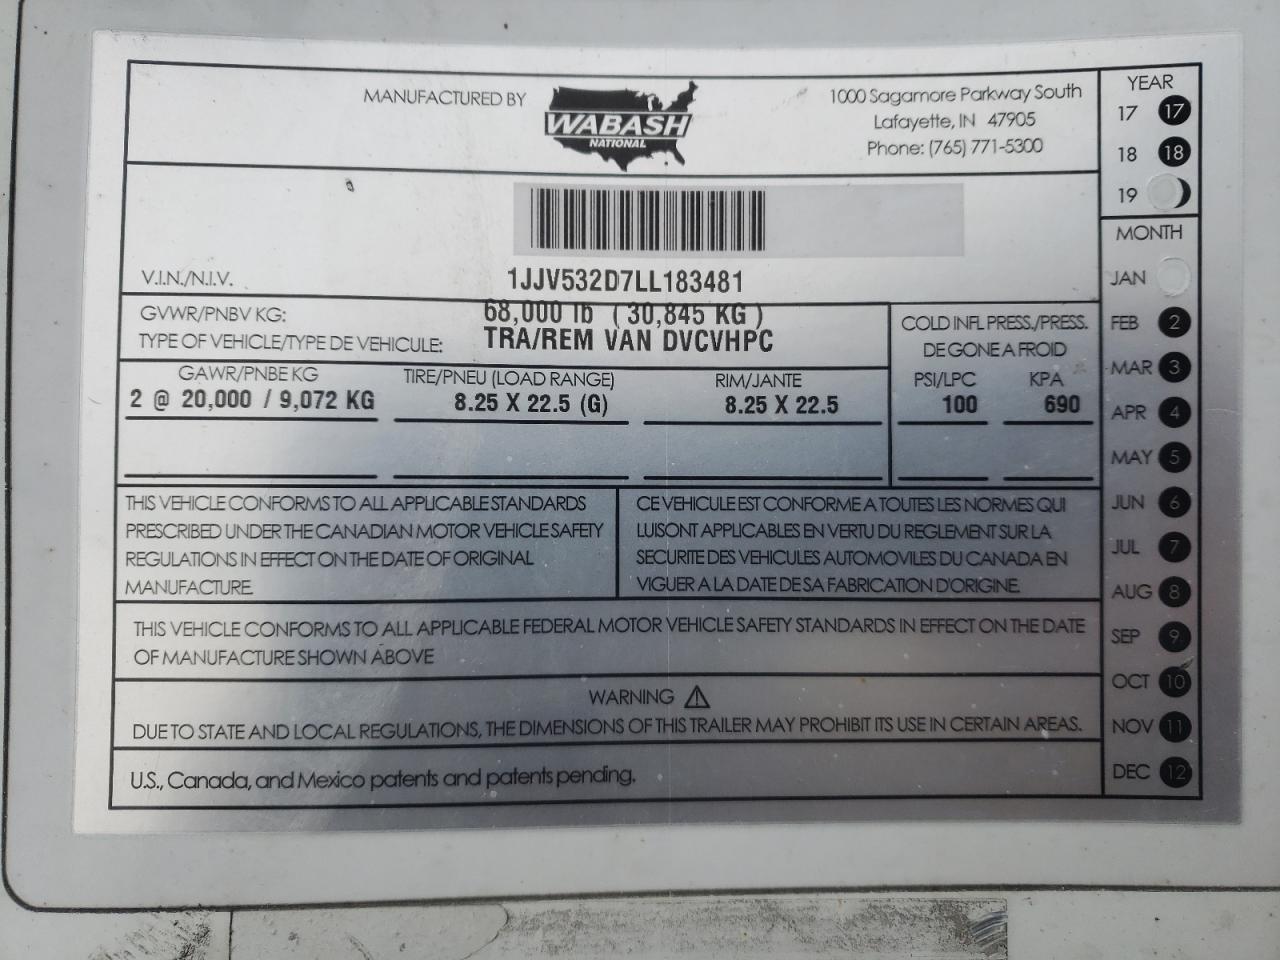 MANUFACTURED BY
WABASH
NATIONAL
1000 Sagamore Parkway South
Lafayette, IN 47905
Phone: (765) 771-5300
V.I.N./N.I.V.
1JJV532D7LL183481
GVWR/PNBV KG:
68,000 lb ( 30,845 KG )
TYPE OF VEHICLE/TYPE DE VEHICULE:
TRA/REM VAN DVCVHPC
COLD INFL PRESS./PRESS.
DE GONE A FROID
GAWR/PNBE KG
TIRE/PNEU (LOAD RANGE)
RIM/JANTE
PSI/LPC
KPA
2 @ 20,000 / 9,072 KG
8.25 X 22.5 (G)
8.25 X 22.5
100
690
THIS VEHICLE CONFORMS TO ALL APPLICABLE STANDARDS
PRESCRIBED UNDER THE CANADIAN MOTOR VEHICLE SAFETY
REGULATIONS IN EFFECT ON THE DATE OF ORIGINAL
MANUFACTURE.
CE VEHICULE EST CONFORME A TOUTES LES NORMES QUI
LUISONT APPLICABLES EN VERTU DU REGLEMENT SUR LA
SECURITE DES VEHICULES AUTOMOVILES DU CANADA EN
VIGUER A LA DATE DE SA FABRICATION D'ORIGINE.
THIS VEHICLE CONFORMS TO ALL APPLICABLE FEDERAL MOTOR VEHICLE SAFETY STANDARDS IN EFFECT ON THE DATE
OF MANUFACTURE SHOWN ABOVE
WARNING
DUE TO STATE AND LOCAL REGULATIONS, THE DIMENSIONS OF THIS TRAILER MAY PROHIBIT ITS USE IN CERTAIN AREAS.
U.S., Canada, and Mexico patents and patents pending.
YEAR
17 17
18 18
19
MONTH
JAN
FEB 2
MAR 3
APR 4
MAY 5
JUN 6
JUL 7
AUG 8
SEP 9
OCT 10
NOV 11
DEC 12